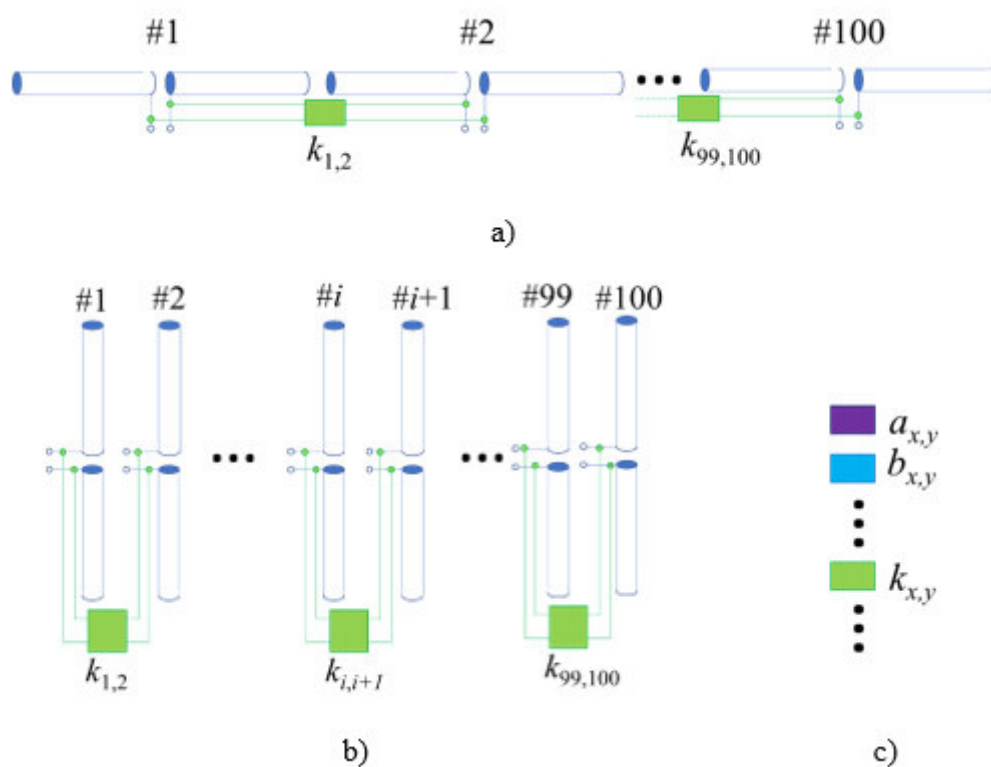 #1 #2 #100
k1,2 k99,100
a)
#1 #2 #i #i+1 #99 #100
ax,y
bx,y
kx,y
k1,2 ki,i+1 k99,100
b) c)